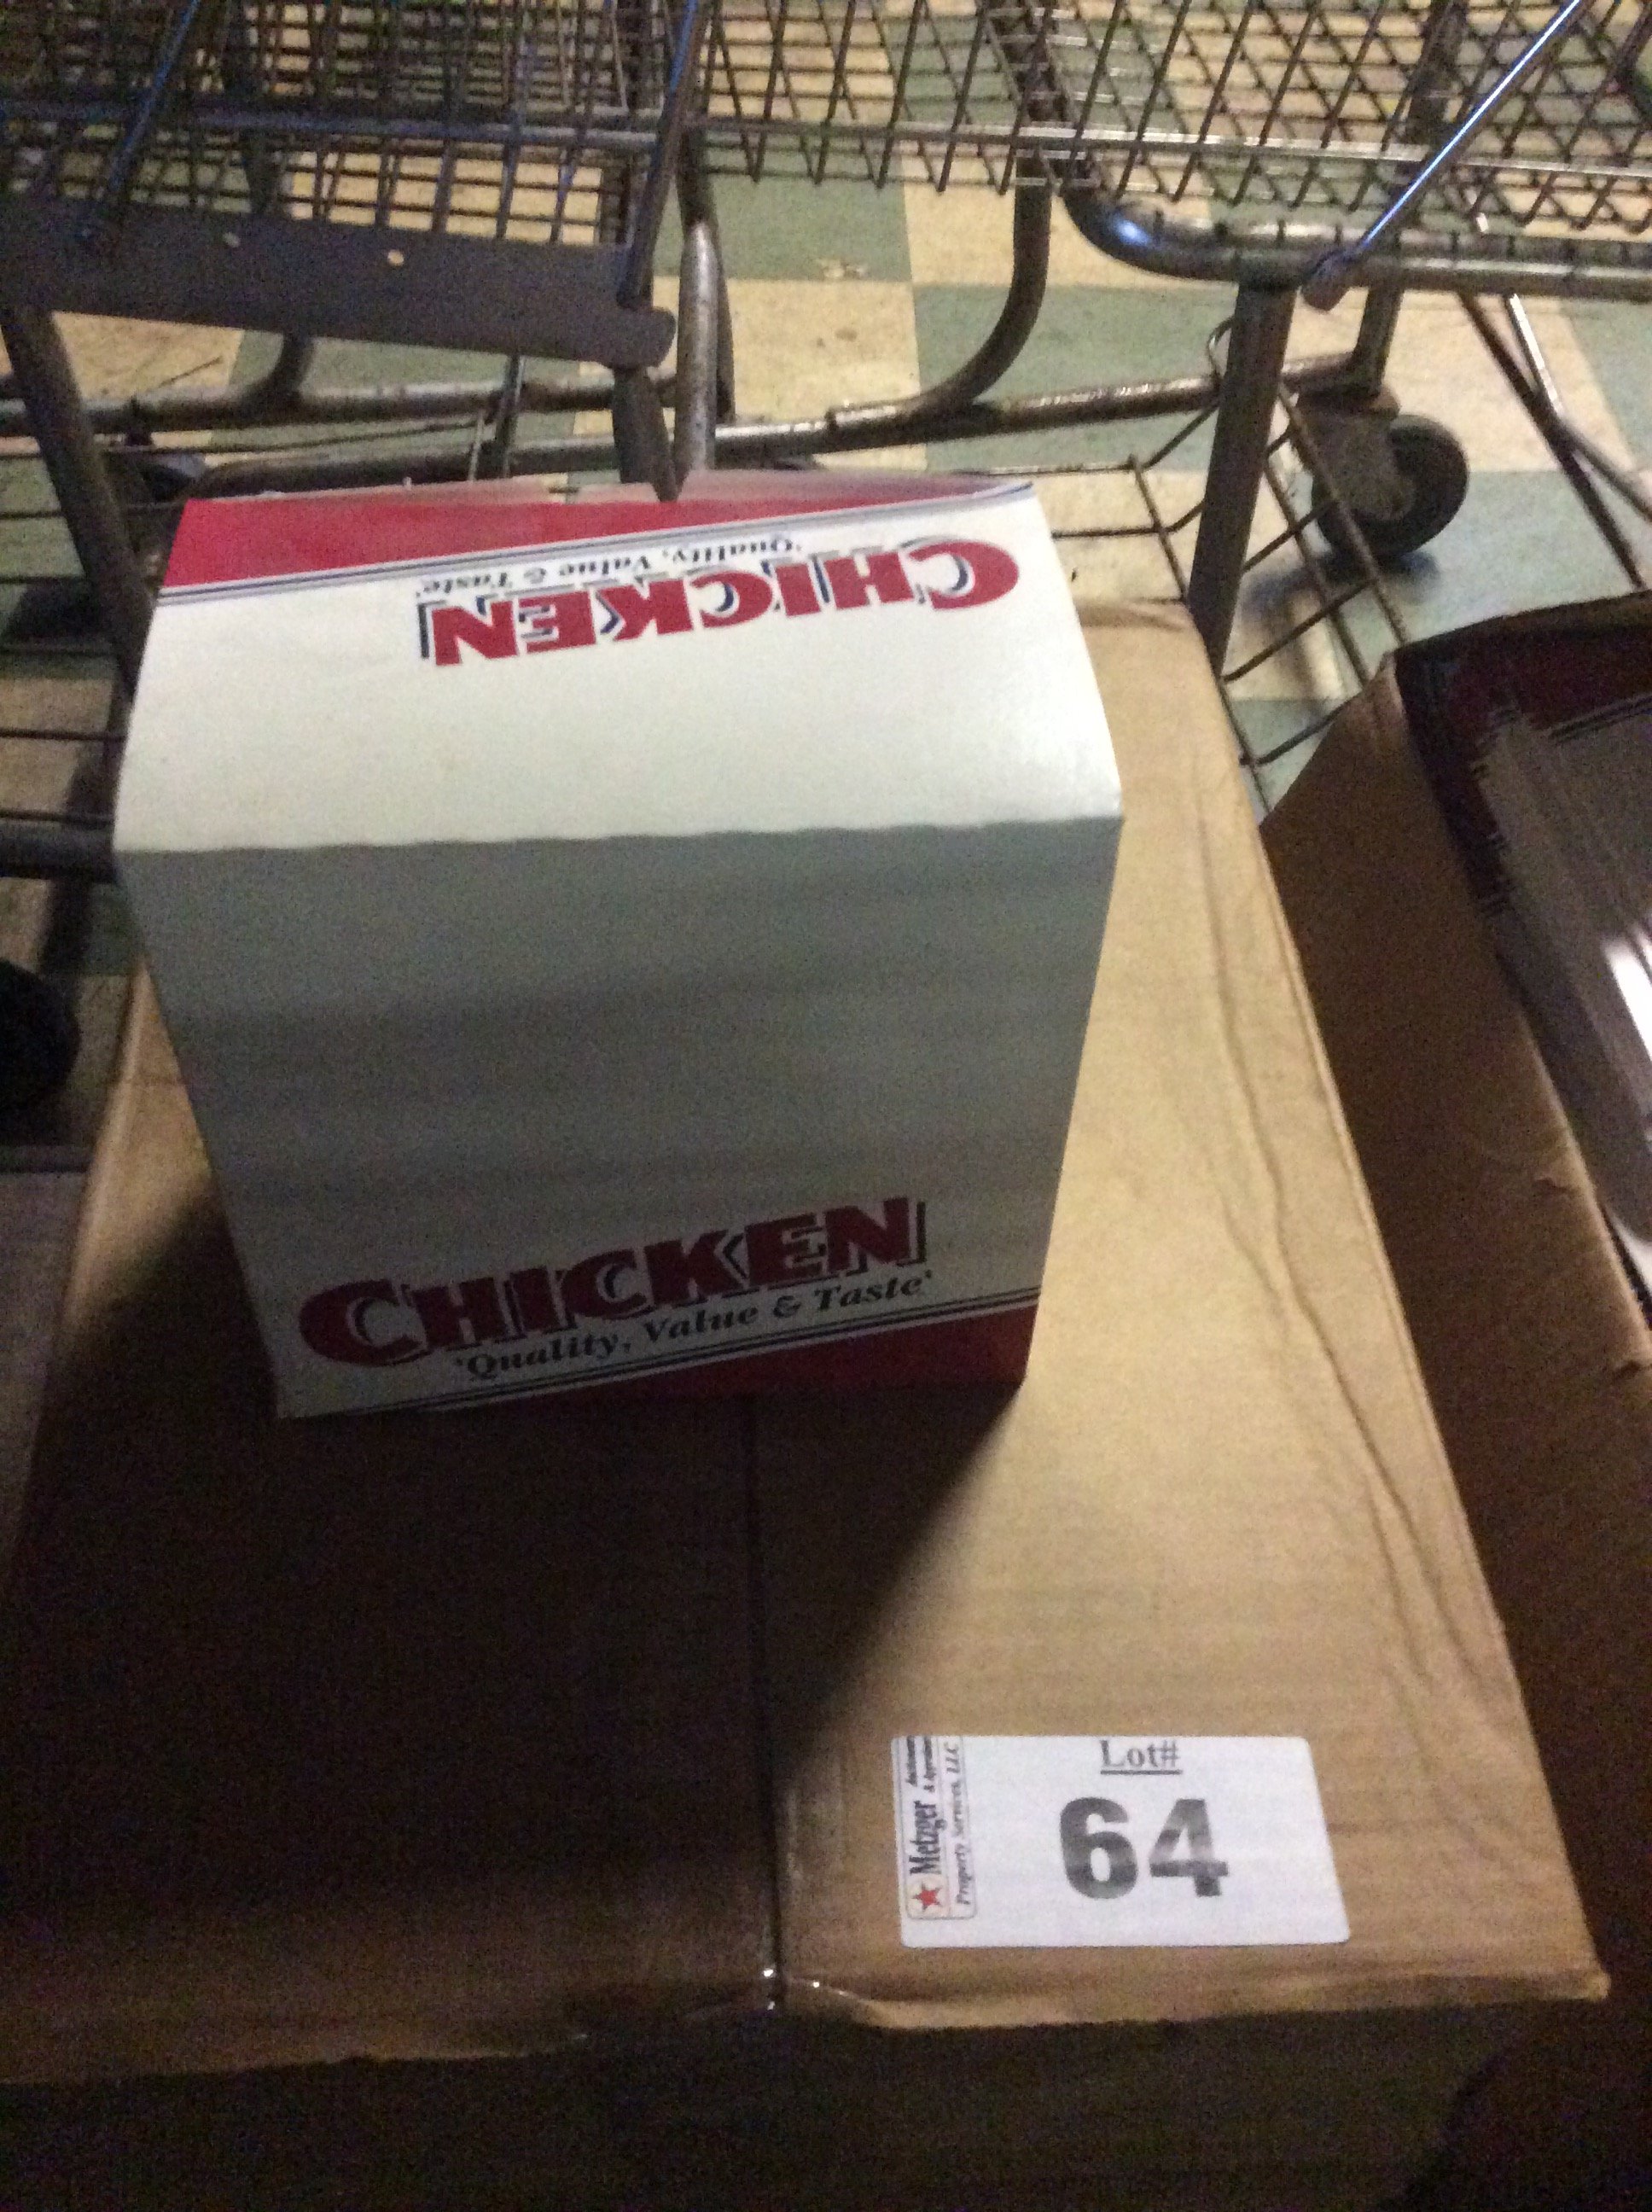 CHICKEN
'Quality, Value & Taste'
CHICKEN
'Quality, Value & Taste'
Lot#
64
Metzger
Property Services, LLC